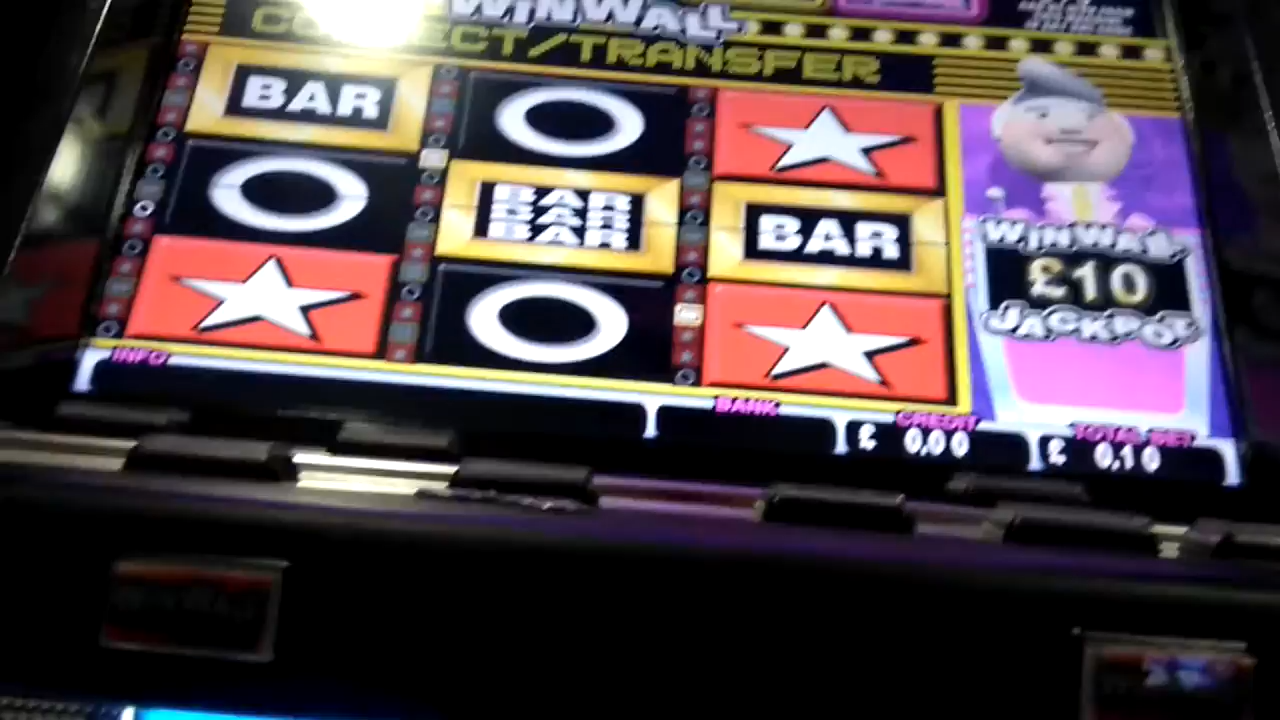 WINWALL
COLLECT/TRANSFER
BAR
BAR
BAR
BAR
BAR
WINWALL
£10
JACKPOT
INFO
BANK
CREDIT
£ 0.00
TOTAL BET
£ 0.10